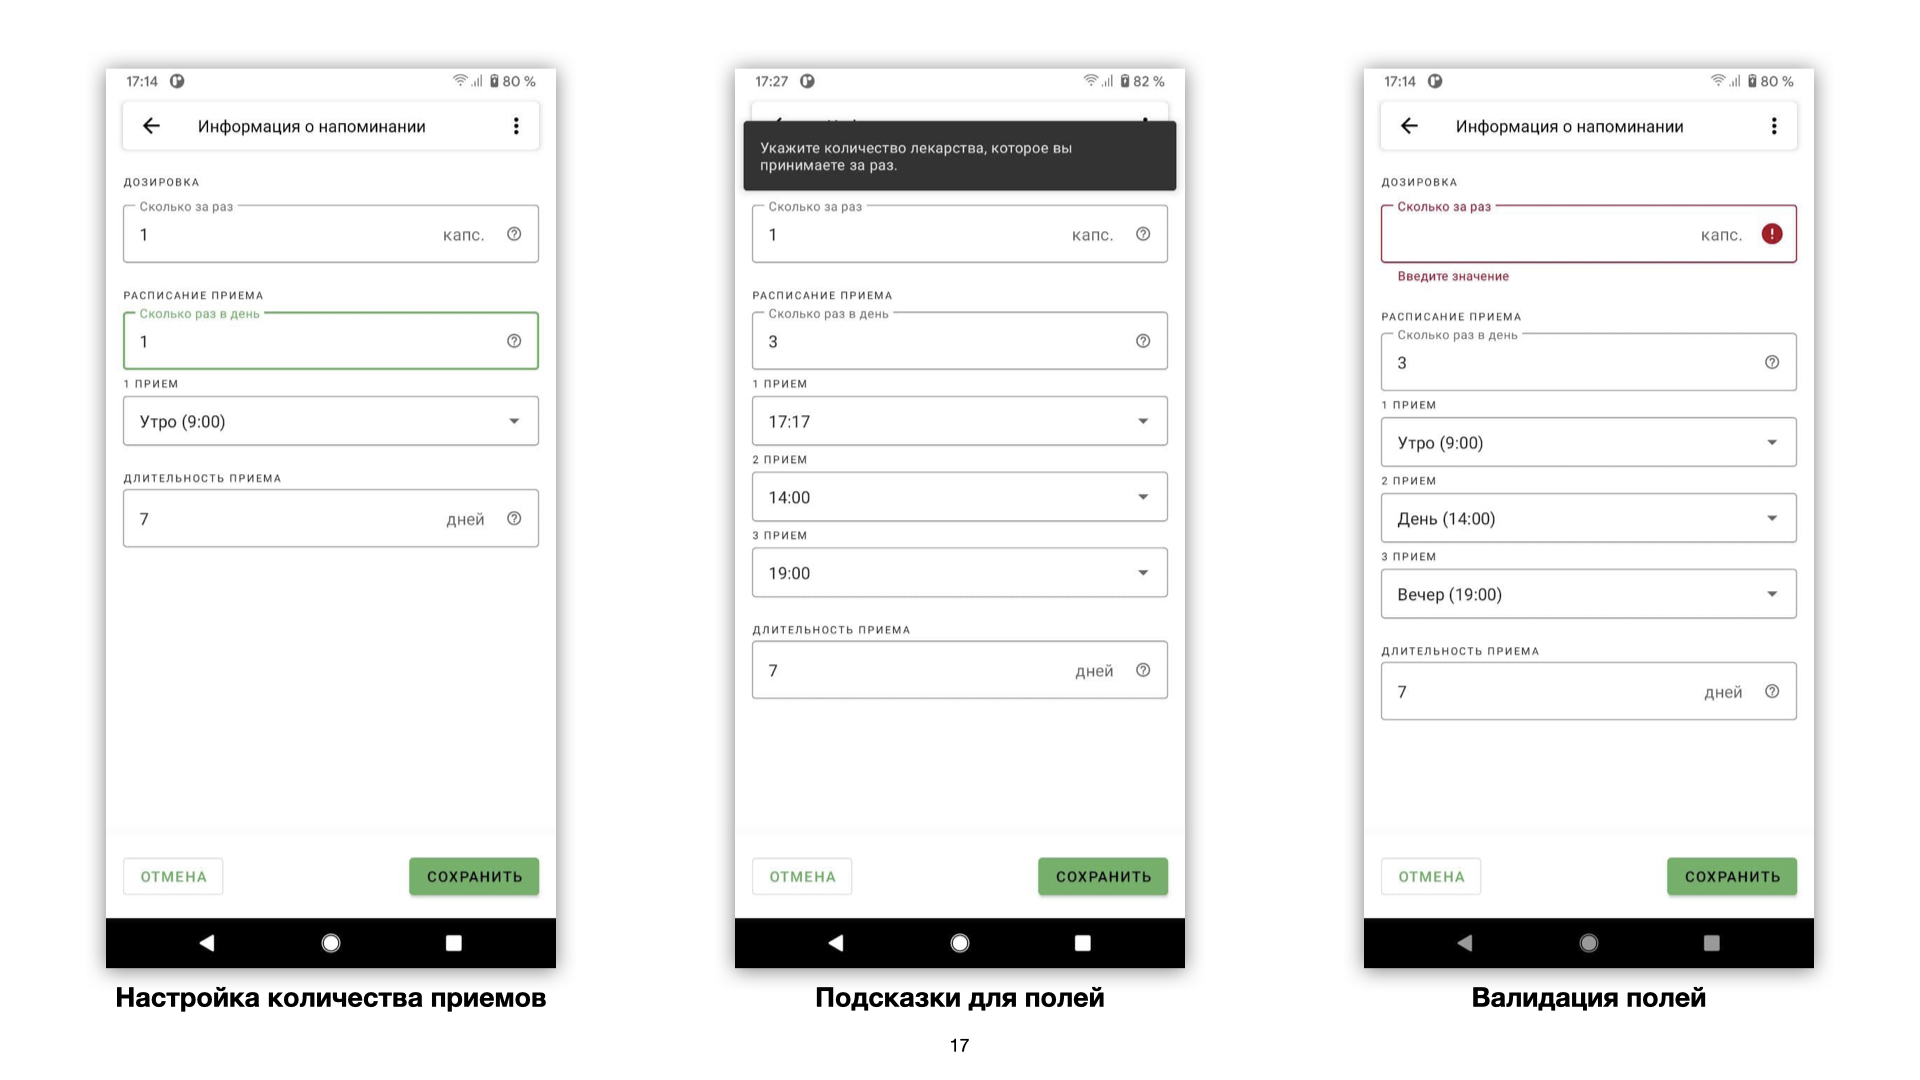 17:14
80 %
Информация о напоминании
ДОЗИРОВКА
Сколько за раз
1 капс.
РАСПИСАНИЕ ПРИЕМА
Сколько раз в день
1
1 ПРИЕМ
Утро (9:00)
ДЛИТЕЛЬНОСТЬ ПРИЕМА
7 дней
ОТМЕНА
СОХРАНИТЬ
Настройка количества приемов
17:27
82 %
Укажите количество лекарства, которое вы
принимаете за раз.
Сколько за раз
1 капс.
РАСПИСАНИЕ ПРИЕМА
Сколько раз в день
3
1 ПРИЕМ
17:17
2 ПРИЕМ
14:00
3 ПРИЕМ
19:00
ДЛИТЕЛЬНОСТЬ ПРИЕМА
7 дней
ОТМЕНА
СОХРАНИТЬ
Подсказки для полей
17:14
80 %
Информация о напоминании
ДОЗИРОВКА
Сколько за раз
капс.
Введите значение
РАСПИСАНИЕ ПРИЕМА
Сколько раз в день
3
1 ПРИЕМ
Утро (9:00)
2 ПРИЕМ
День (14:00)
3 ПРИЕМ
Вечер (19:00)
ДЛИТЕЛЬНОСТЬ ПРИЕМА
7 дней
ОТМЕНА
СОХРАНИТЬ
Валидация полей
17